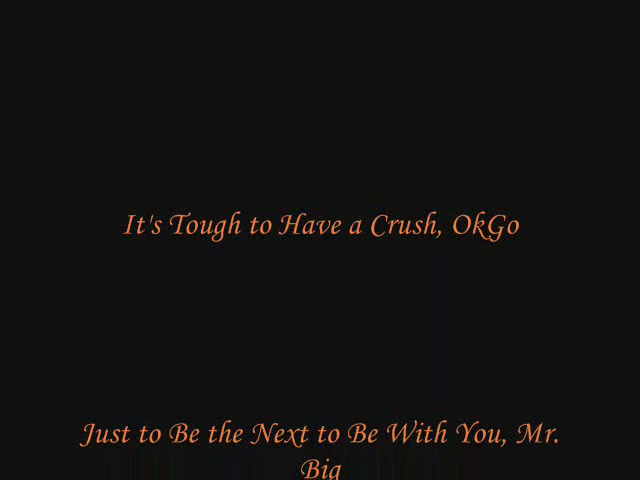 It's Tough to Have a Crush, OkGo
Just to Be the Next to Be With You, Mr.
Big